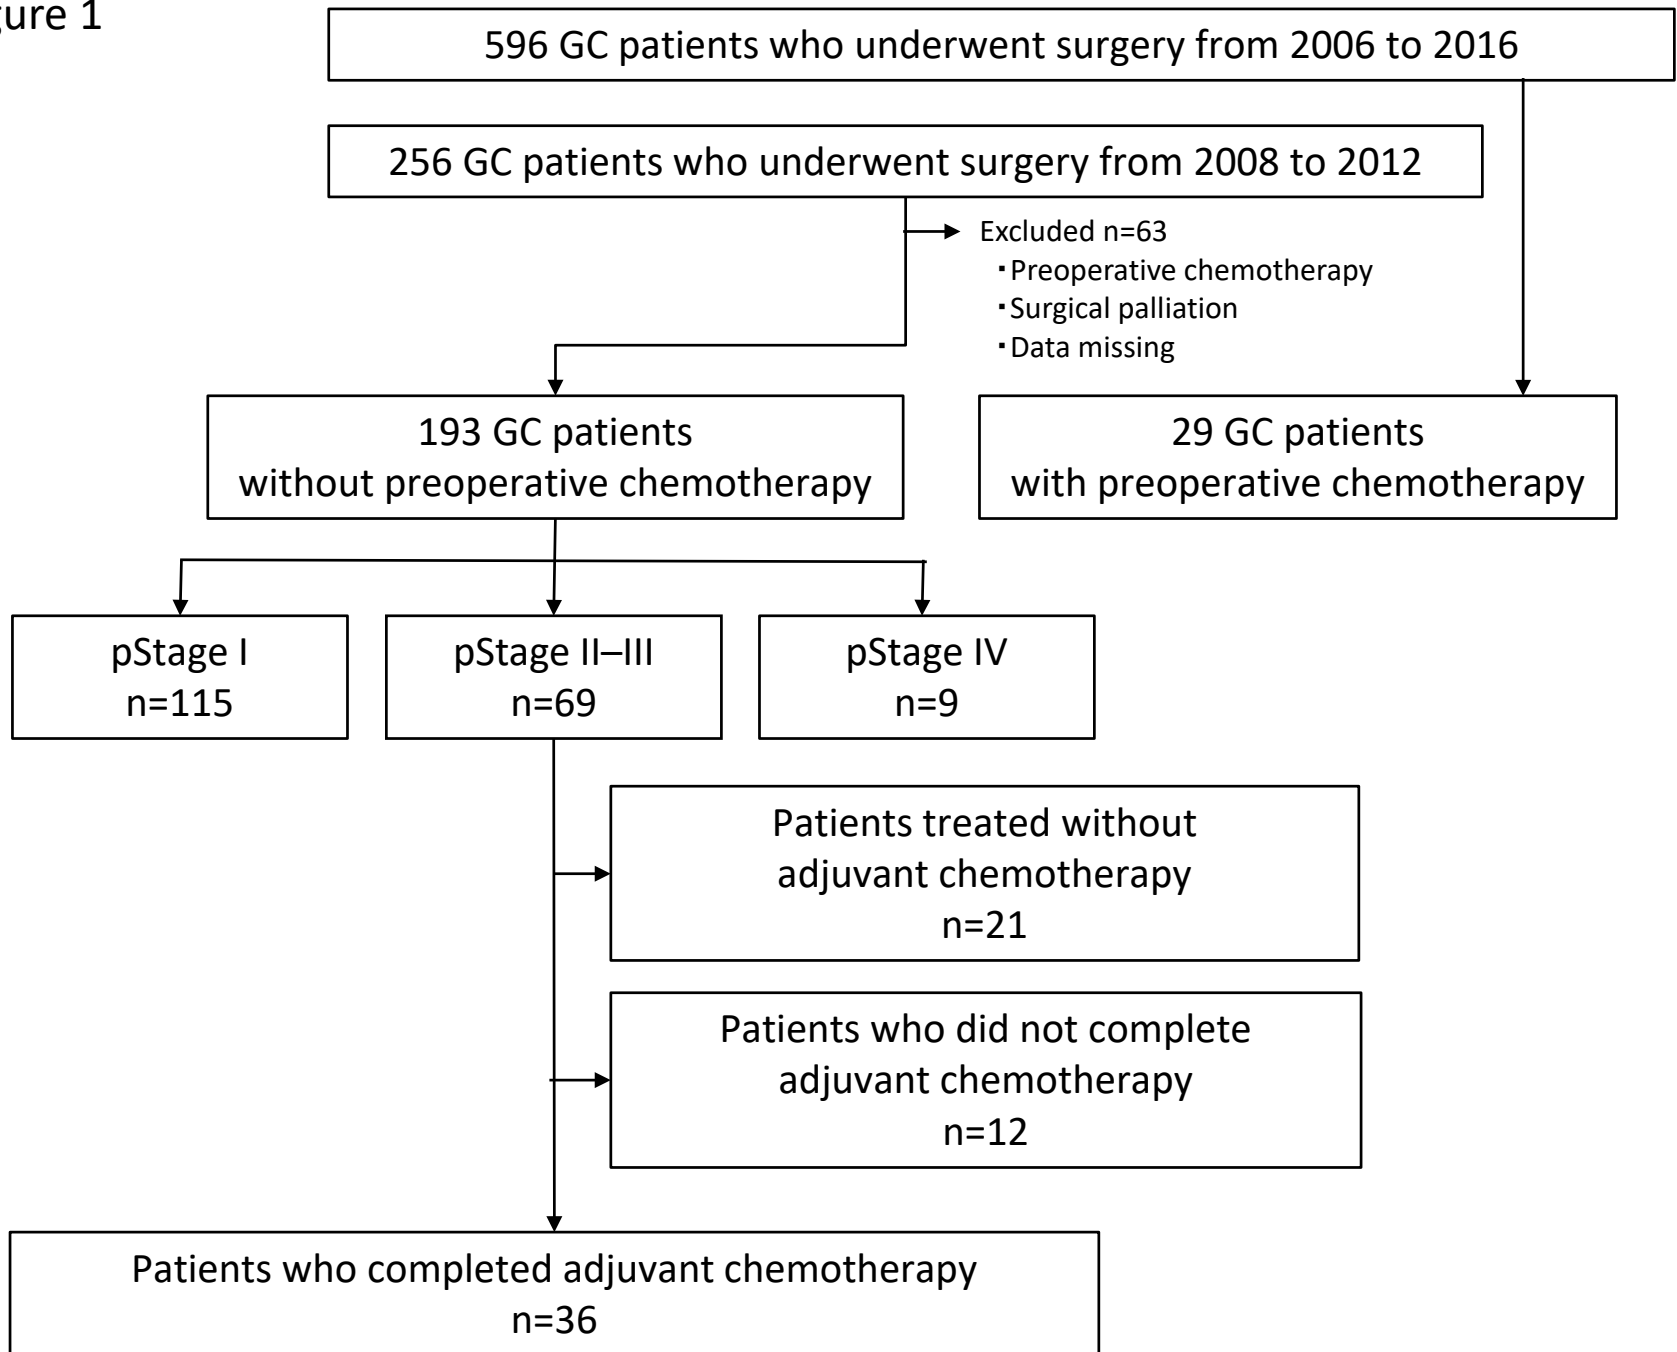 gure 1
596 GC patients who underwent surgery from 2006 to 2016
256 GC patients who underwent surgery from 2008 to 2012
Excluded n=63
･Preoperative chemotherapy
･Surgical palliation
･Data missing
193 GC patients
without preoperative chemotherapy
29 GC patients
with preoperative chemotherapy
pStage I
n=115
pStage II–III
n=69
pStage IV
n=9
Patients treated without
adjuvant chemotherapy
n=21
Patients who did not complete
adjuvant chemotherapy
n=12
Patients who completed adjuvant chemotherapy
n=36